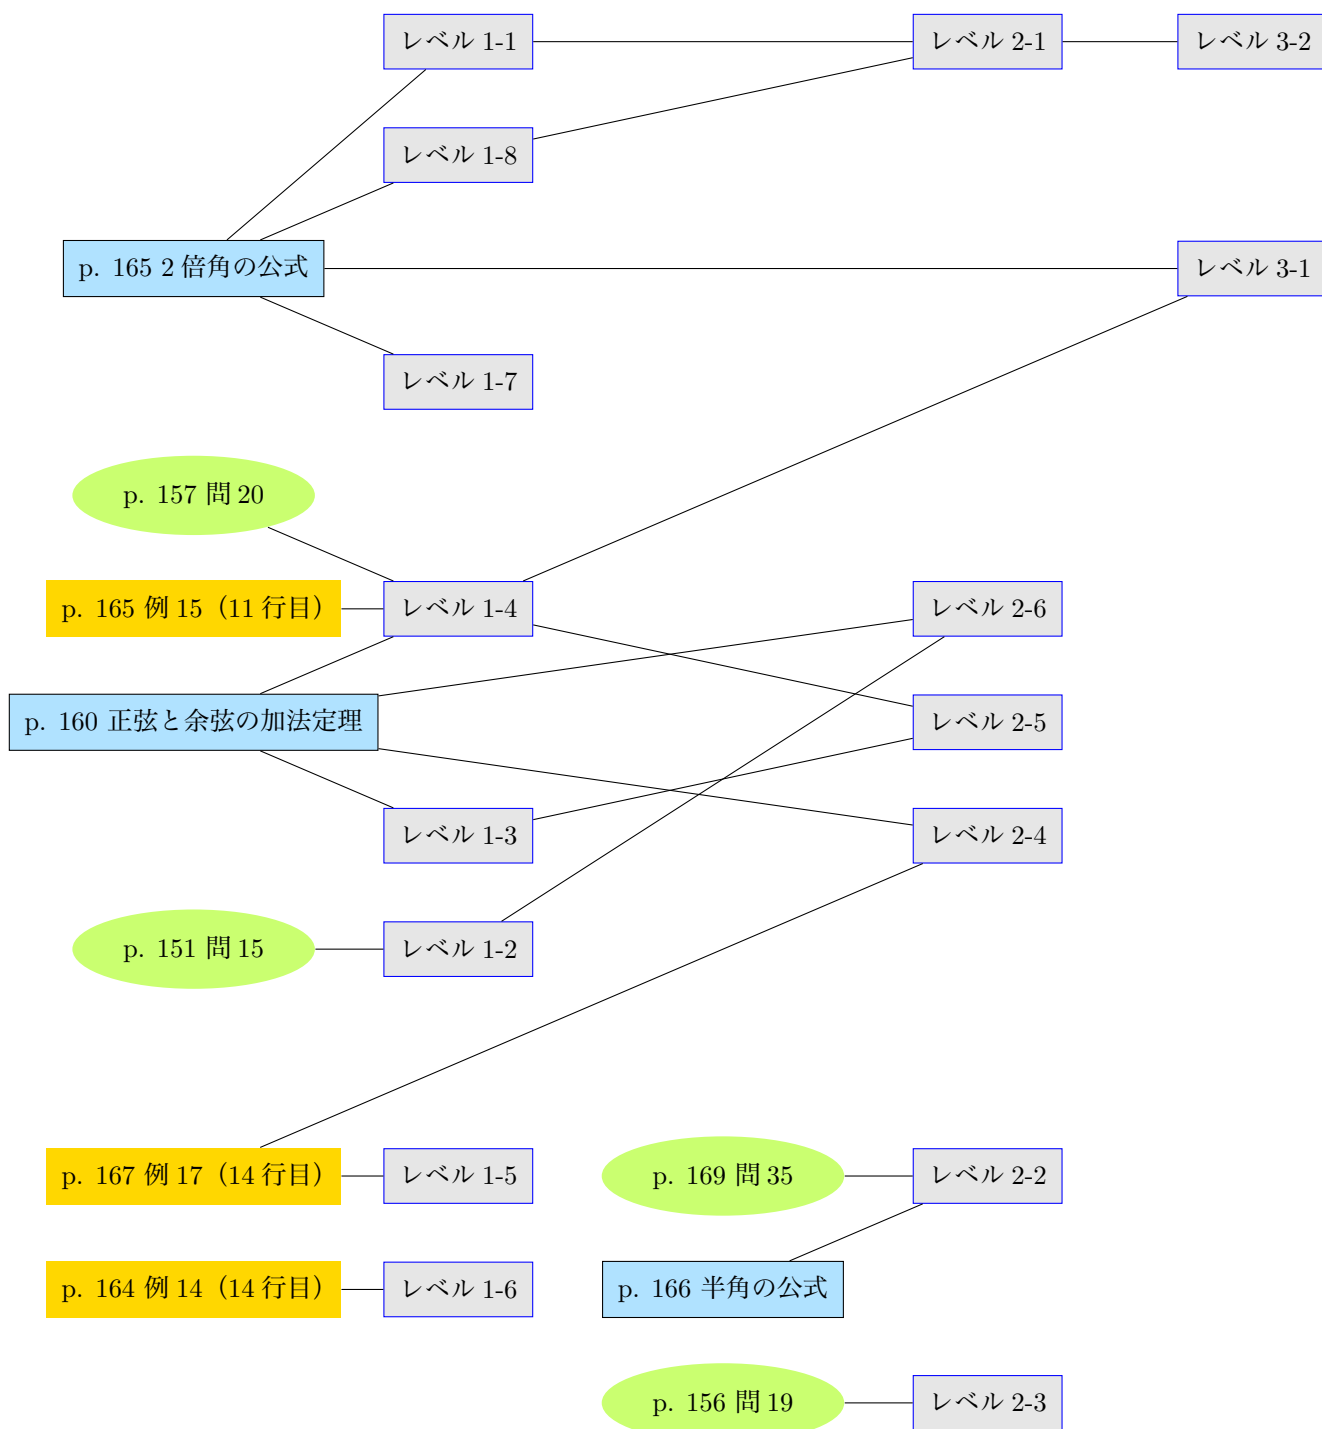 レベル 1-1 レベル 2-1 レベル 3-2
レベル 1-8
p. 165 2 倍角の公式 レベル 3-1
レベル 1-7
p. 157 問 20
p. 165 例 15（11 行目） レベル 1-4 レベル 2-6
p. 160 正弦と余弦の加法定理 レベル 2-5
レベル 1-3 レベル 2-4
p. 151 問 15 レベル 1-2
p. 167 例 17（14 行目） レベル 1-5 p. 169 問 35 レベル 2-2
p. 164 例 14（14 行目） レベル 1-6 p. 166 半角の公式
p. 156 問 19 レベル 2-3